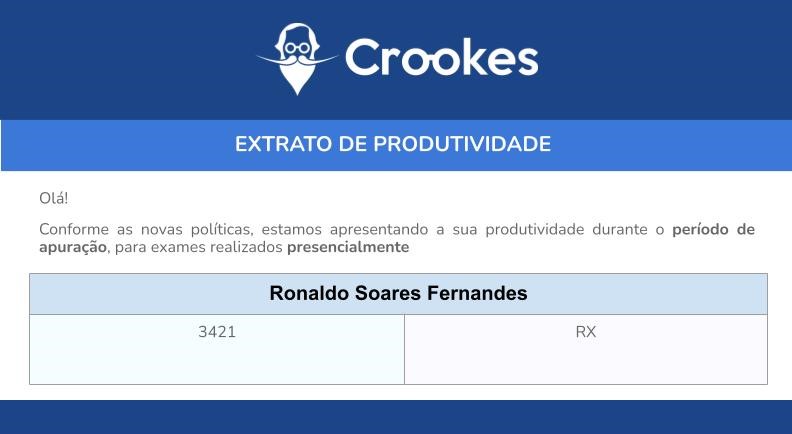 Crookes
EXTRATO DE PRODUTIVIDADE
Olá!
Conforme as novas políticas, estamos apresentando a sua produtividade durante o período de
apuração, para exames realizados presencialmente
Ronaldo Soares Fernandes
3421
RX